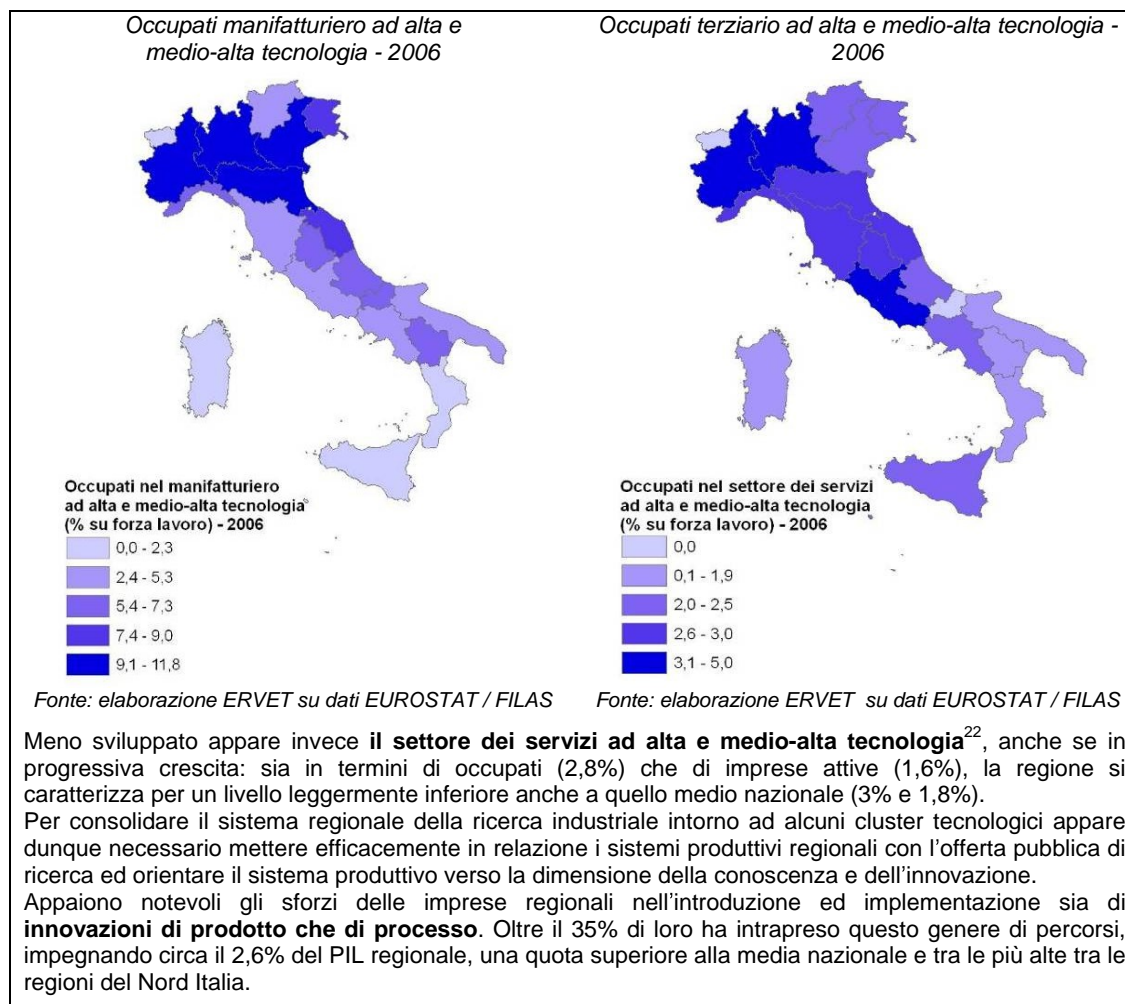 Occupati manifatturiero ad alta e
medio-alta tecnologia - 2006
Occupati nel manifatturiero
ad alta e medio-alta tecnologia
(% su forza lavoro) - 2006
0,0 - 2,3
2,4 - 5,3
5,4 - 7,3
7,4 - 9,0
9,1 - 11,8
Fonte: elaborazione ERVET su dati EUROSTAT / FILAS
Occupati terziario ad alta e medio-alta tecnologia -
2006
Occupati nel settore dei servizi
ad alta e medio-alta tecnologia
(% su forza lavoro) - 2006
0,0
0,1 - 1,9
2,0 - 2,5
2,6 - 3,0
3,1 - 5,0
Fonte: elaborazione ERVET su dati EUROSTAT / FILAS
Meno sviluppato appare invece il settore dei servizi ad alta e medio-alta tecnologia22, anche se in
progressiva crescita: sia in termini di occupati (2,8%) che di imprese attive (1,6%), la regione si
caratterizza per un livello leggermente inferiore anche a quello medio nazionale (3% e 1,8%).
Per consolidare il sistema regionale della ricerca industriale intorno ad alcuni cluster tecnologici appare
dunque necessario mettere efficacemente in relazione i sistemi produttivi regionali con l'offerta pubblica di
ricerca ed orientare il sistema produttivo verso la dimensione della conoscenza e dell'innovazione.
Appaiono notevoli gli sforzi delle imprese regionali nell'introduzione ed implementazione sia di
innovazioni di prodotto che di processo. Oltre il 35% di loro ha intrapreso questo genere di percorsi,
impegnando circa il 2,6% del PIL regionale, una quota superiore alla media nazionale e tra le più alte tra le
regioni del Nord Italia.